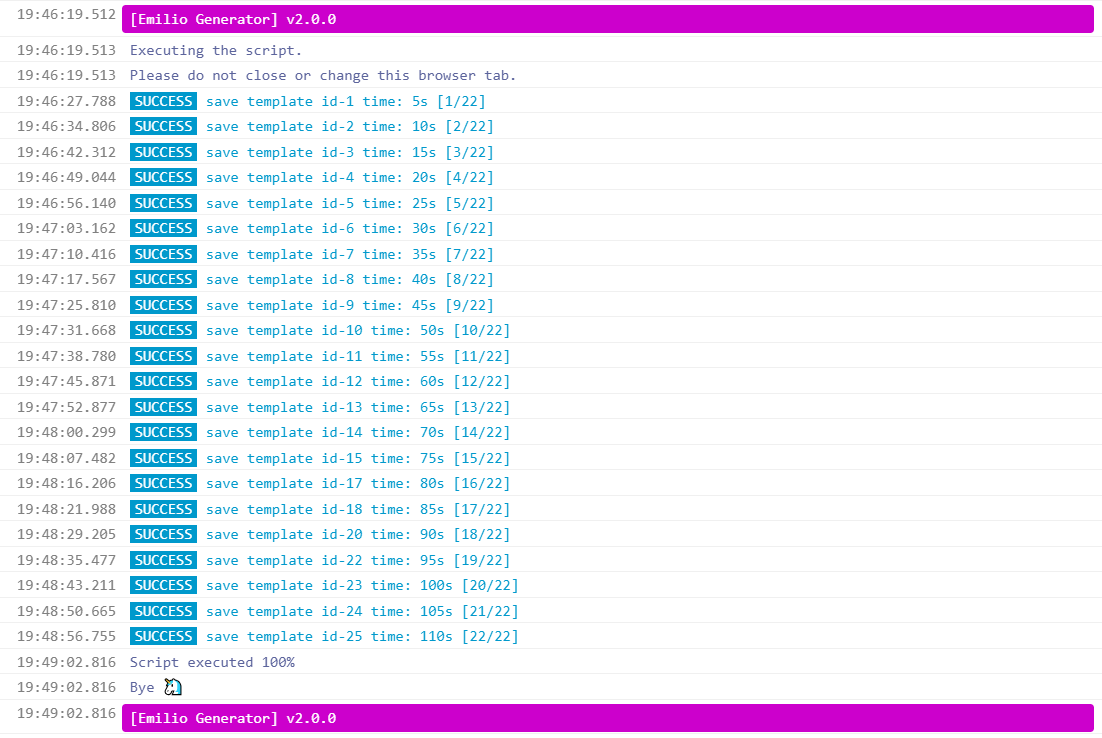 19:46:19.512 [Emilio Generator] v2.0.0
19:46:19.513 Executing the script.
19:46:19.513 Please do not close or change this browser tab.
19:46:27.788 SUCCESS save template id-1 time: 5s [1/22]
19:46:34.806 SUCCESS save template id-2 time: 10s [2/22]
19:46:42.312 SUCCESS save template id-3 time: 15s [3/22]
19:46:49.044 SUCCESS save template id-4 time: 20s [4/22]
19:46:56.140 SUCCESS save template id-5 time: 25s [5/22]
19:47:03.162 SUCCESS save template id-6 time: 30s [6/22]
19:47:10.416 SUCCESS save template id-7 time: 35s [7/22]
19:47:17.567 SUCCESS save template id-8 time: 40s [8/22]
19:47:25.810 SUCCESS save template id-9 time: 45s [9/22]
19:47:31.668 SUCCESS save template id-10 time: 50s [10/22]
19:47:38.780 SUCCESS save template id-11 time: 55s [11/22]
19:47:45.871 SUCCESS save template id-12 time: 60s [12/22]
19:47:52.877 SUCCESS save template id-13 time: 65s [13/22]
19:48:00.299 SUCCESS save template id-14 time: 70s [14/22]
19:48:07.482 SUCCESS save template id-15 time: 75s [15/22]
19:48:16.206 SUCCESS save template id-17 time: 80s [16/22]
19:48:21.988 SUCCESS save template id-18 time: 85s [17/22]
19:48:29.205 SUCCESS save template id-20 time: 90s [18/22]
19:48:35.477 SUCCESS save template id-22 time: 95s [19/22]
19:48:43.211 SUCCESS save template id-23 time: 100s [20/22]
19:48:50.665 SUCCESS save template id-24 time: 105s [21/22]
19:48:56.755 SUCCESS save template id-25 time: 110s [22/22]
19:49:02.816 Script executed 100%
19:49:02.816 Bye 🦄
19:49:02.816 [Emilio Generator] v2.0.0